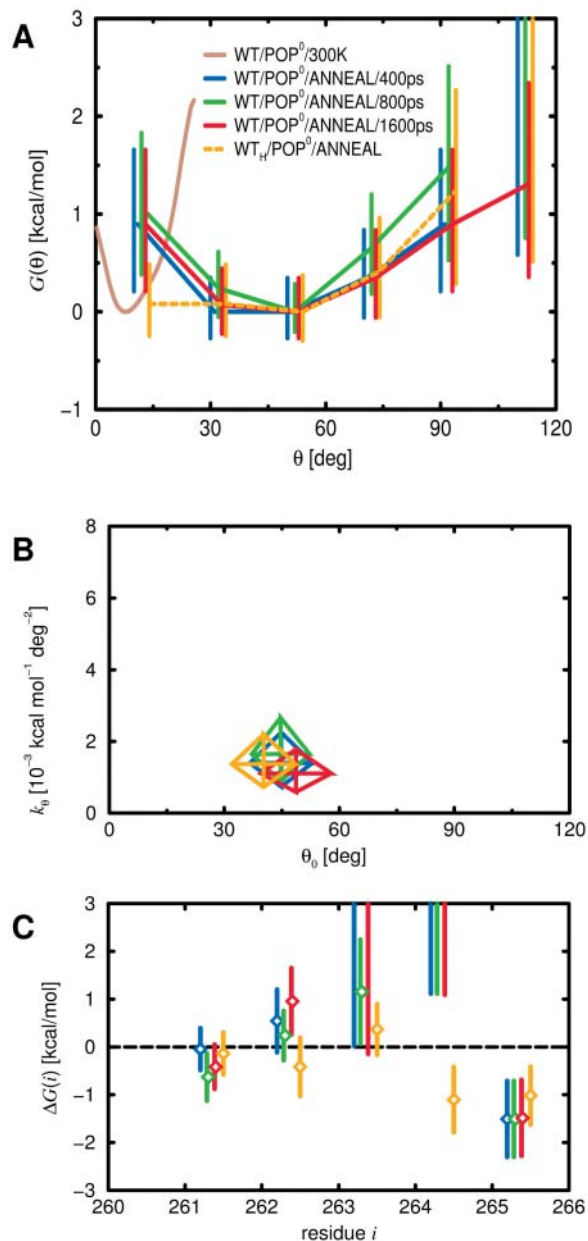 A
WT/POP⁰/300K
WT/POP⁰/ANNEAL/400ps
WT/POP⁰/ANNEAL/800ps
WT/POP⁰/ANNEAL/1600ps
WT_H/POP⁰/ANNEAL
G(θ) [kcal/mol]
3
2
1
0
−1
0 30 60 90 120
θ [deg]
B
k_θ [10⁻³ kcal mol⁻¹ deg⁻²]
8
6
4
2
0
0 30 60 90 120
θ₀ [deg]
C
ΔG(i) [kcal/mol]
3
2
1
0
−1
−2
−3
260 261 262 263 264 265 266
residue i